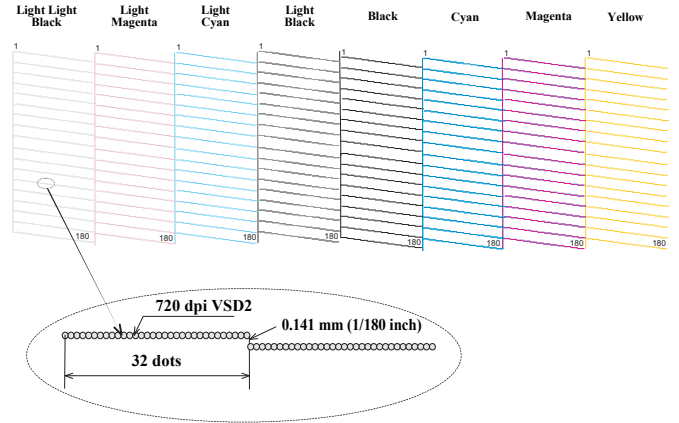 Light Light
Black
Light
Magenta
Light
Cyan
Light
Black
Black
Cyan
Magenta
Yellow
1 1 1 1 1 1 1 1
180 180 180 180 180 180 180 180
720 dpi VSD2
0.141 mm (1/180 inch)
32 dots